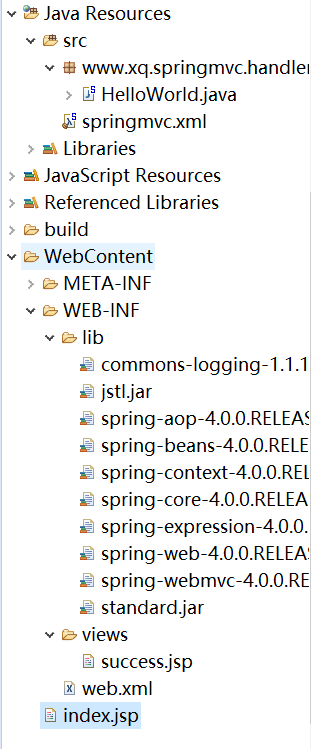 Java Resources
src
www.xq.springmvc.handler
HelloWorld.java
springmvc.xml
Libraries
JavaScript Resources
Referenced Libraries
build
WebContent
META-INF
WEB-INF
lib
commons-logging-1.1.1
jstl.jar
spring-aop-4.0.0.RELEAS
spring-beans-4.0.0.RELE
spring-context-4.0.0.REL
spring-core-4.0.0.RELEA
spring-expression-4.0.0.
spring-web-4.0.0.RELEAS
spring-webmvc-4.0.0.RE
standard.jar
views
success.jsp
web.xml
index.jsp